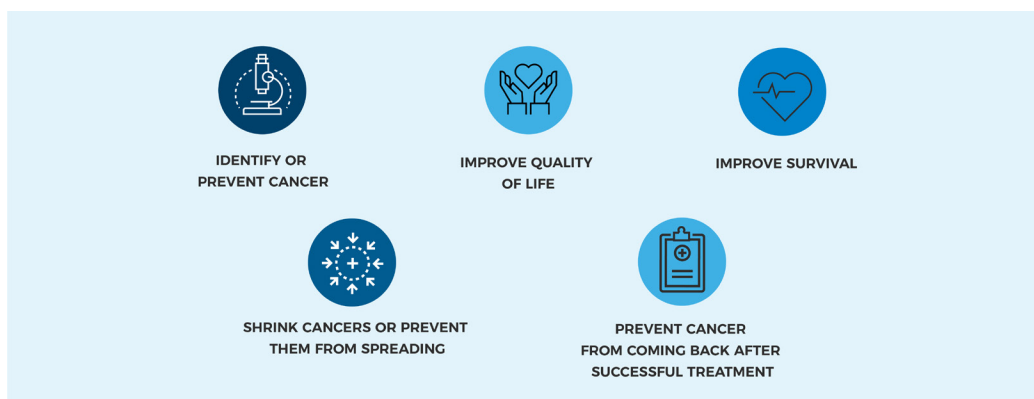 IDENTIFY OR
PREVENT CANCER
IMPROVE QUALITY
OF LIFE
IMPROVE SURVIVAL
SHRINK CANCERS OR PREVENT
THEM FROM SPREADING
PREVENT CANCER
FROM COMING BACK AFTER
SUCCESSFUL TREATMENT